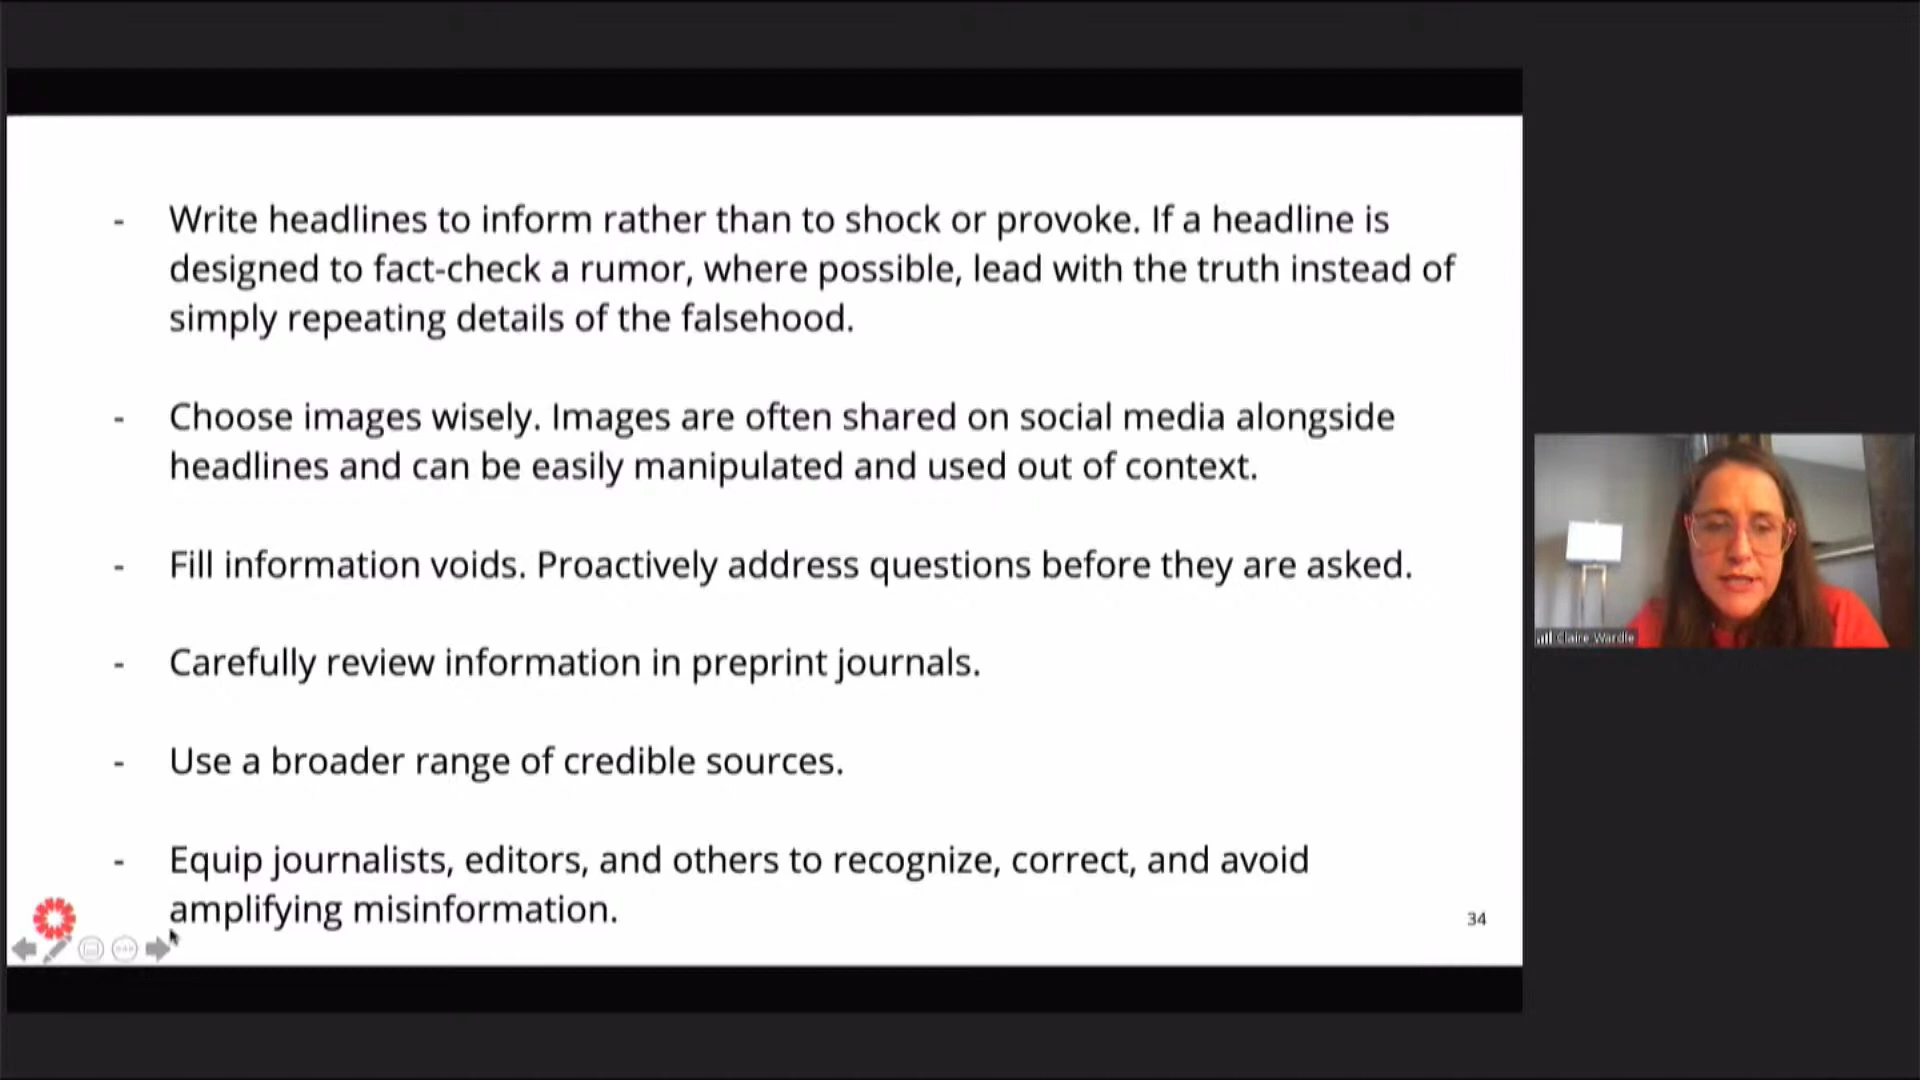 - Write headlines to inform rather than to shock or provoke. If a headline is
designed to fact-check a rumor, where possible, lead with the truth instead of
simply repeating details of the falsehood.
- Choose images wisely. Images are often shared on social media alongside
headlines and can be easily manipulated and used out of context.
- Fill information voids. Proactively address questions before they are asked.
- Carefully review information in preprint journals.
- Use a broader range of credible sources.
- Equip journalists, editors, and others to recognize, correct, and avoid
amplifying misinformation.
34
Claire Wardle